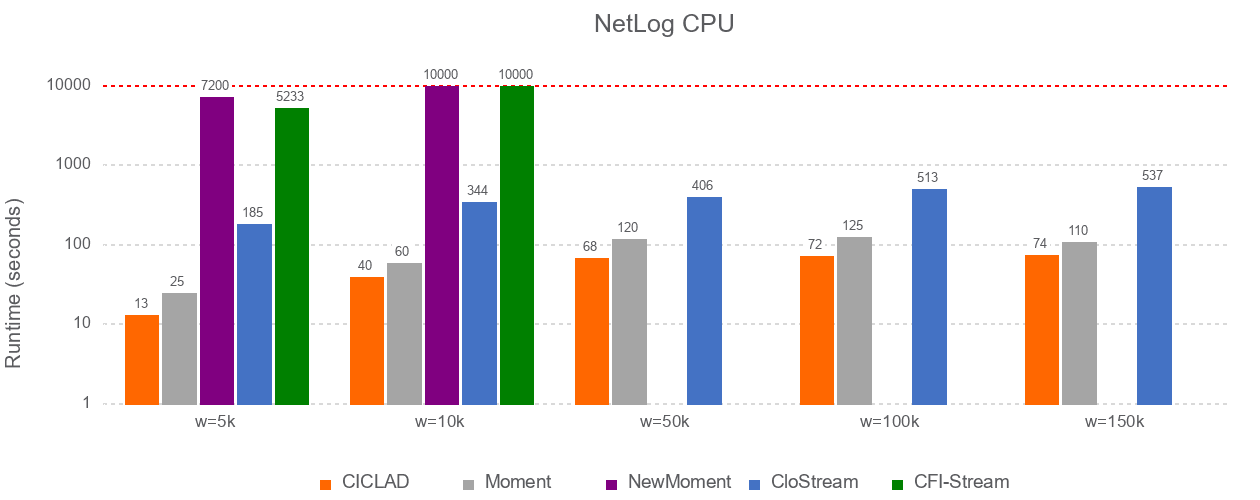 NetLog CPU
Runtime (seconds)
10000
1000
100
10
1
13
25
7200
185
5233
40
60
10000
344
10000
68
120
406
72
125
513
74
110
537
w=5k
w=10k
w=50k
w=100k
w=150k
CICLAD
Moment
NewMoment
CloStream
CFI-Stream